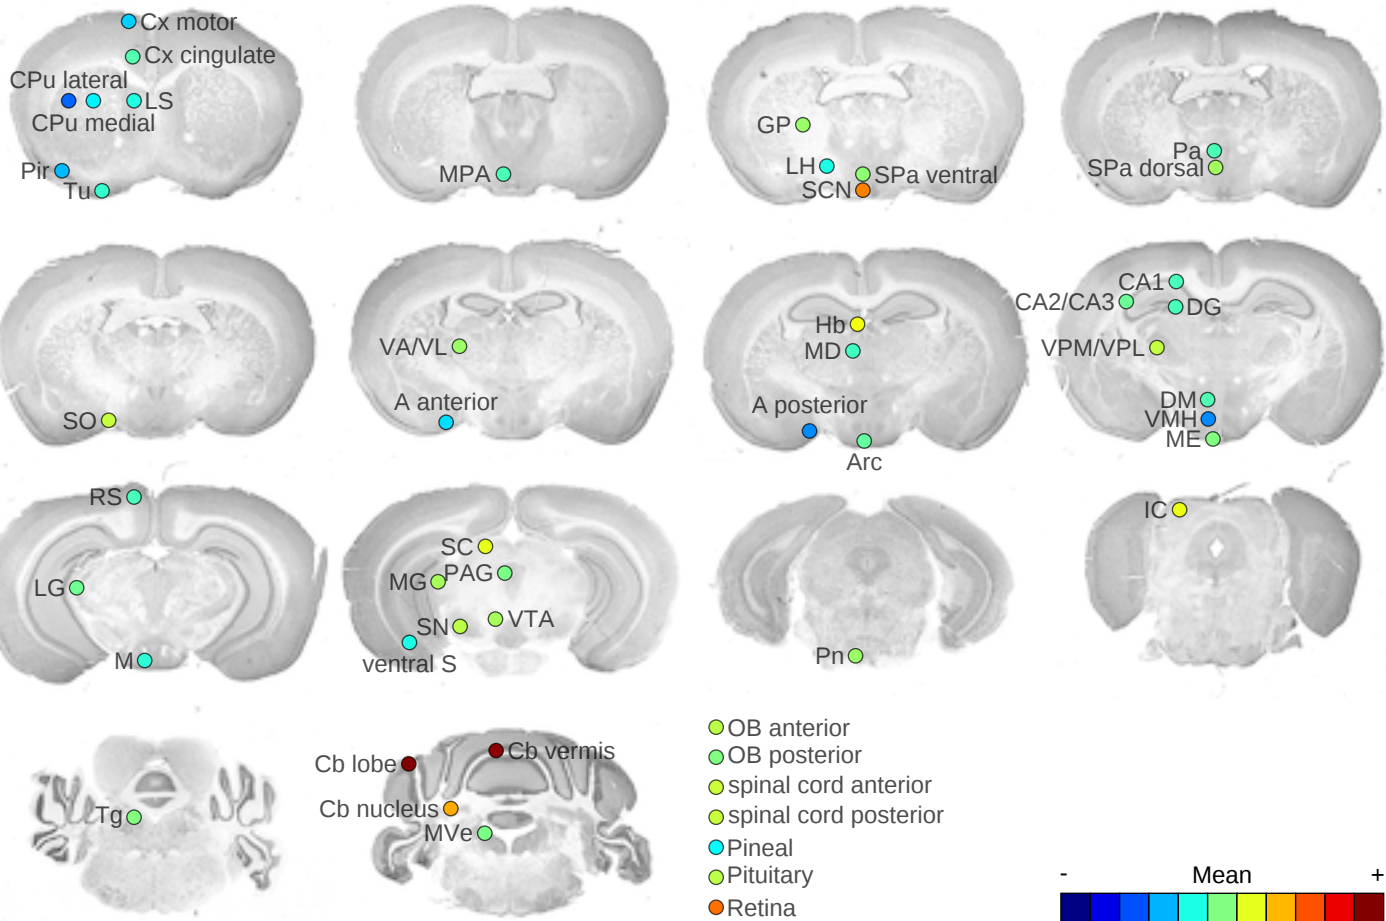 Cx motor
Cx cingulate
CPu lateral
LS
CPu medial
Pir
Tu
MPA
GP
LH
SPa ventral
SCN
Pa
SPa dorsal
SO
VA/VL
A anterior
Hb
MD
A posterior
Arc
CA1
CA2/CA3
DG
VPM/VPL
DM
VMH
ME
RS
LG
M
SC
PAG
MG
VTA
SN
ventral S
Pn
IC
Tg
Cb lobe
Cb vermis
Cb nucleus
MVe
OB anterior
OB posterior
spinal cord anterior
spinal cord posterior
Pineal
Pituitary
Retina
- Mean +